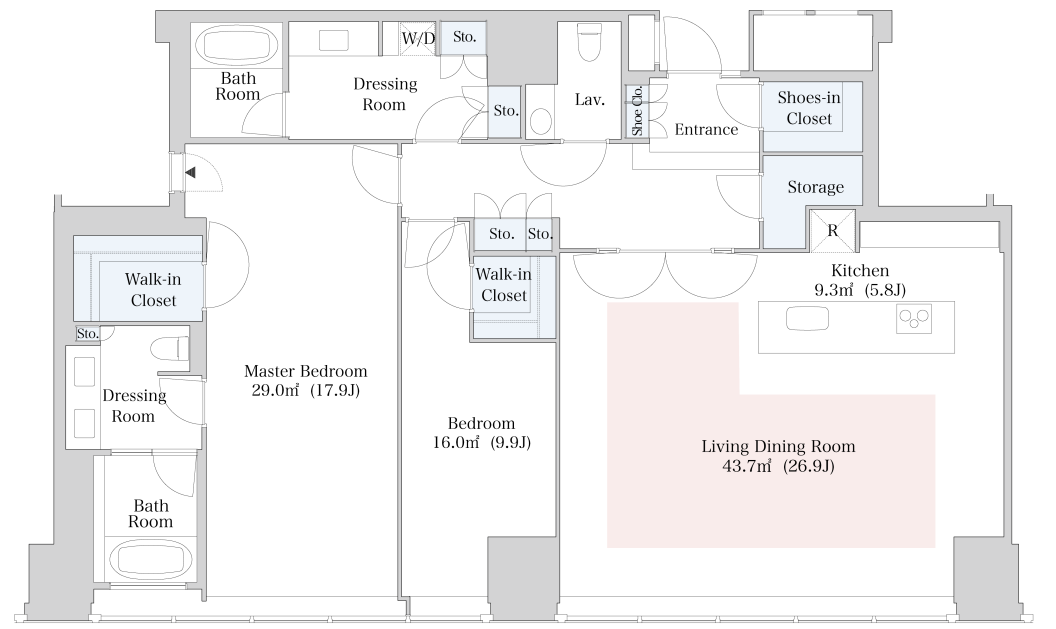 Bath
Room
W/D
Sto.
Dressing
Room
Sto.
Lav.
Shoe Clo.
Entrance
Shoes-in
Closet
Storage
R
Sto.
Sto.
Walk-in
Closet
Walk-in
Closet
Kitchen
9.3㎡ (5.8J)
Sto.
Dressing
Room
Master Bedroom
29.0㎡ (17.9J)
Bedroom
16.0㎡ (9.9J)
Living Dining Room
43.7㎡ (26.9J)
Bath
Room